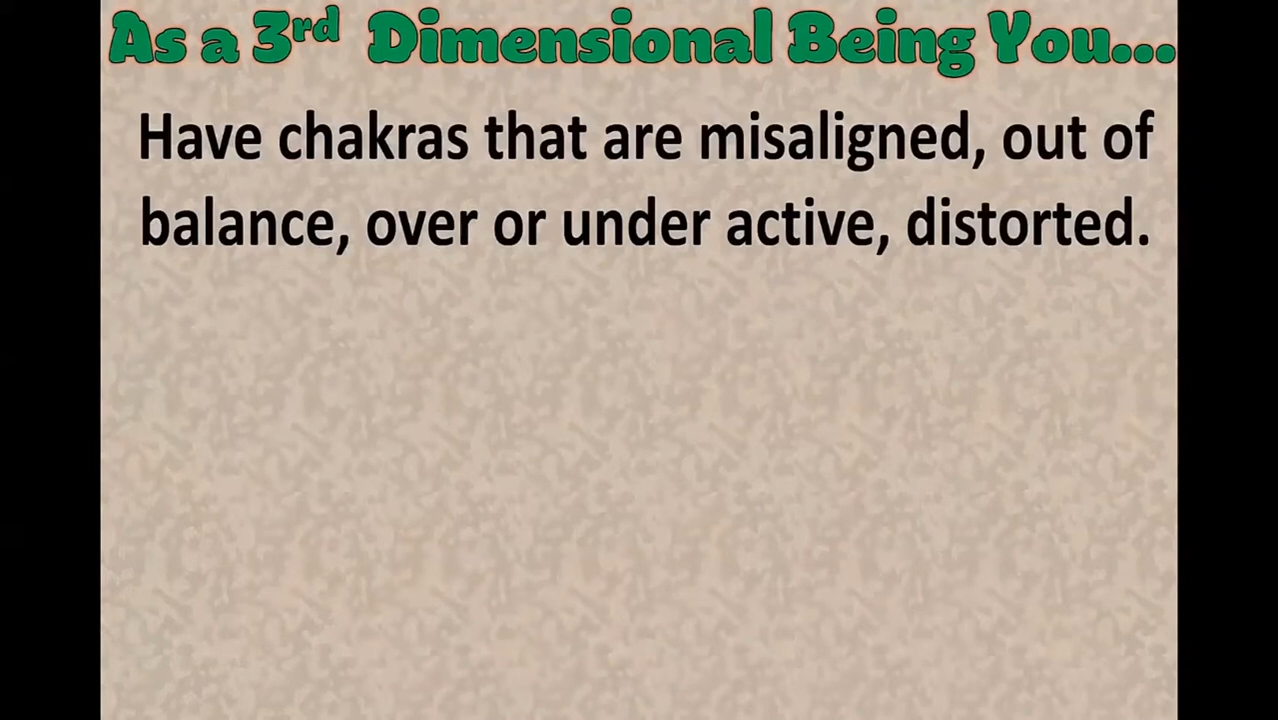 As a 3rd Dimensional Being You...
Have chakras that are misaligned, out of
balance, over or under active, distorted.